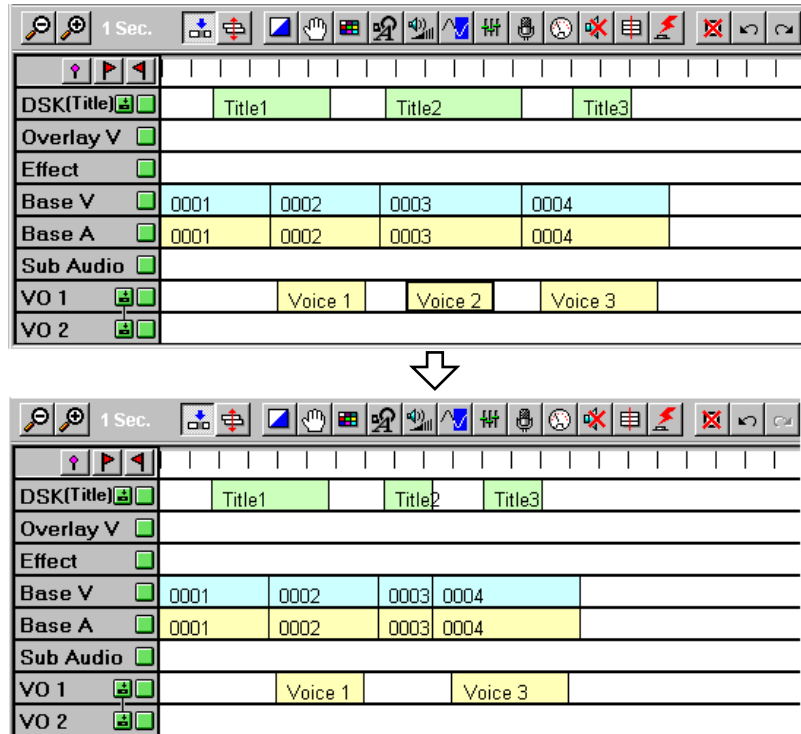 1 Sec.
DSK(Title) Title1 Title2 Title3
Overlay V
Effect
Base V 0001 0002 0003 0004
Base A 0001 0002 0003 0004
Sub Audio
VO 1 Voice 1 Voice 2 Voice 3
VO 2
1 Sec.
DSK(Title) Title1 Title2 Title3
Overlay V
Effect
Base V 0001 0002 0003 0004
Base A 0001 0002 0003 0004
Sub Audio
VO 1 Voice 1 Voice 3
VO 2